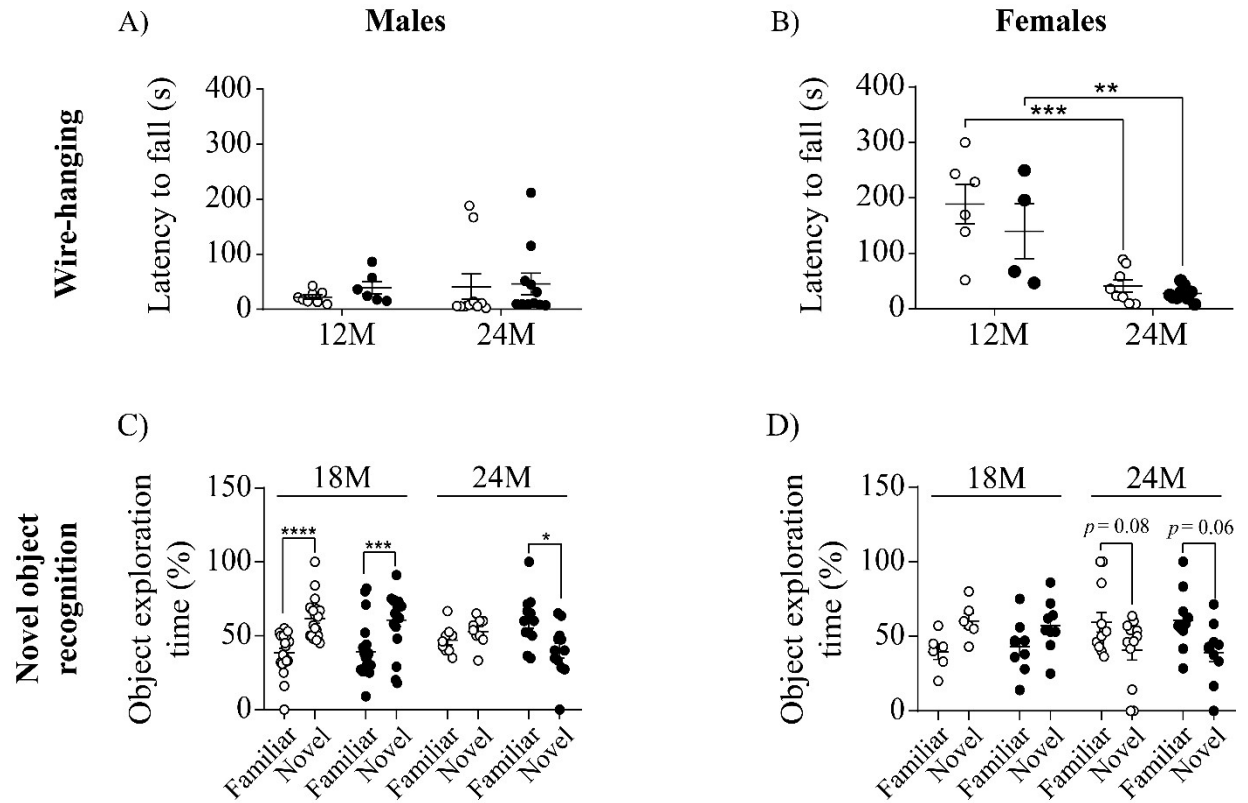 A) Males
B) Females
Wire-hanging
Latency to fall (s)
400
300
200
100
0
12M 24M
Latency to fall (s)
400
300
200
100
0
***
**
12M 24M
Novel object
recognition
C)
Object exploration
time (%)
150
100
50
0
18M 24M
****
***
*
Familiar
Novel
Familiar
Novel
Familiar
Novel
Familiar
Novel
D)
Object exploration
time (%)
150
100
50
0
18M 24M
p = 0.08
p = 0.06
Familiar
Novel
Familiar
Novel
Familiar
Novel
Familiar
Novel